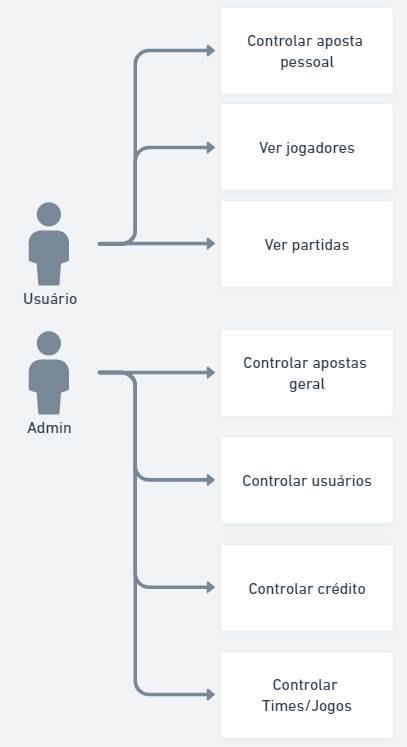 Controlar aposta
pessoal
Ver jogadores
Ver partidas
Usuário
Controlar apostas
geral
Admin
Controlar usuários
Controlar crédito
Controlar
Times/Jogos